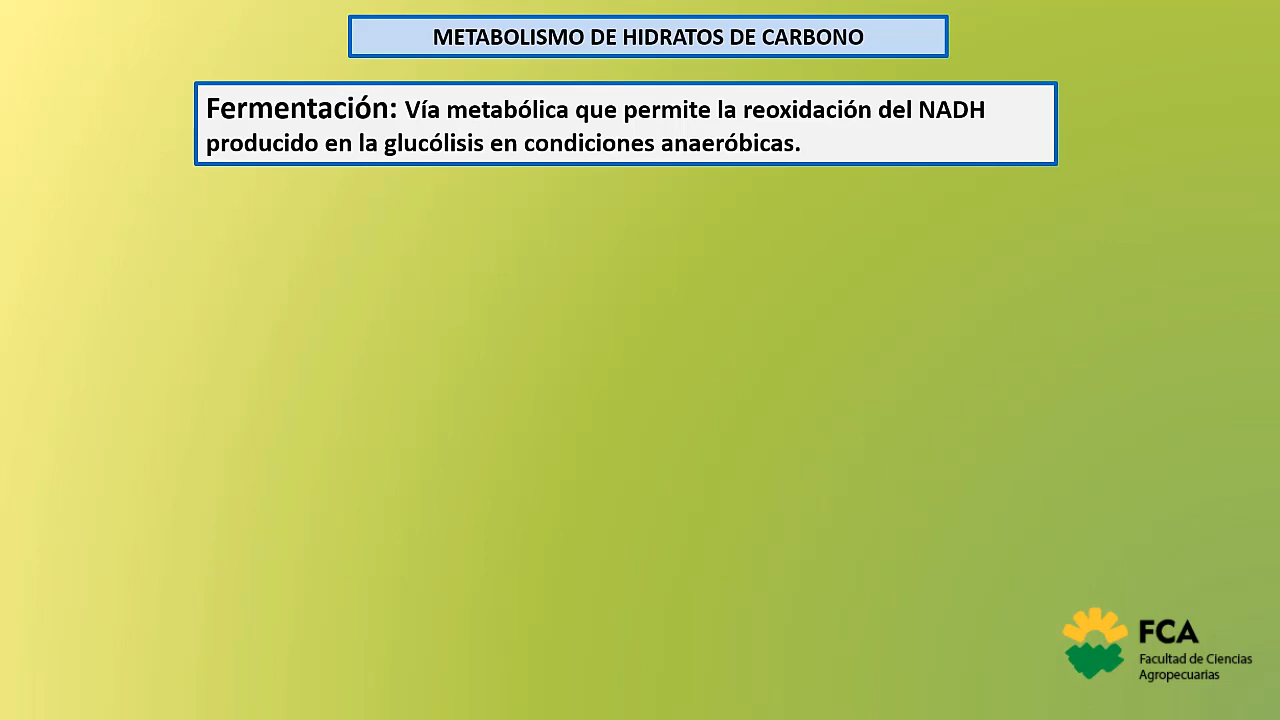 METABOLISMO DE HIDRATOS DE CARBONO
Fermentación: Vía metabólica que permite la reoxidación del NADH
producido en la glucólisis en condiciones anaeróbicas.
FCA
Facultad de Ciencias
Agropecuarias